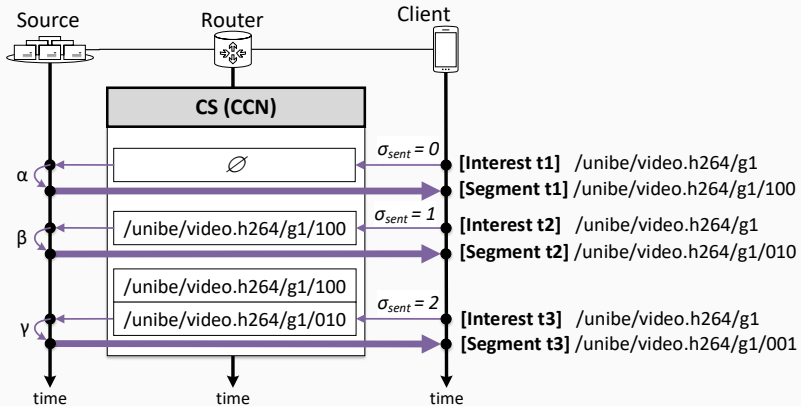 Source Router Client
CS (CCN)
σsent = 0
∅
[Interest t1] /unibe/video.h264/g1
α
[Segment t1] /unibe/video.h264/g1/100
σsent = 1
/unibe/video.h264/g1/100
[Interest t2] /unibe/video.h264/g1
β
[Segment t2] /unibe/video.h264/g1/010
/unibe/video.h264/g1/100
σsent = 2
/unibe/video.h264/g1/010
[Interest t3] /unibe/video.h264/g1
γ
[Segment t3] /unibe/video.h264/g1/001
time time time